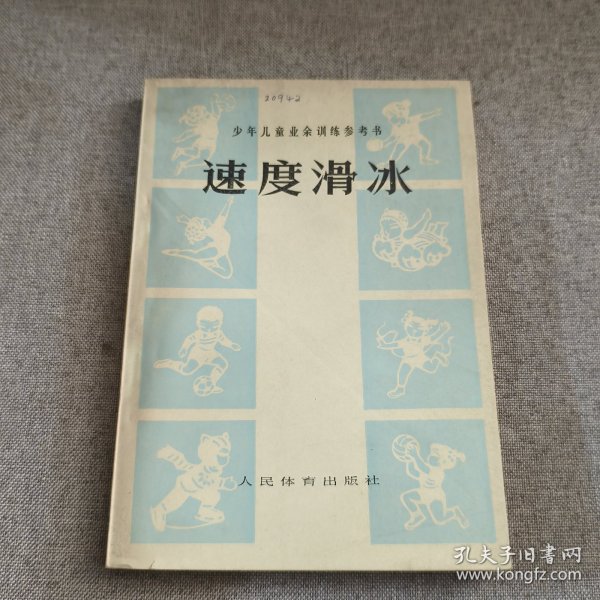 20942
少年儿童业余训练参考书
速度滑冰
人民体育出版社
孔夫子旧书网
www.kongfz.com